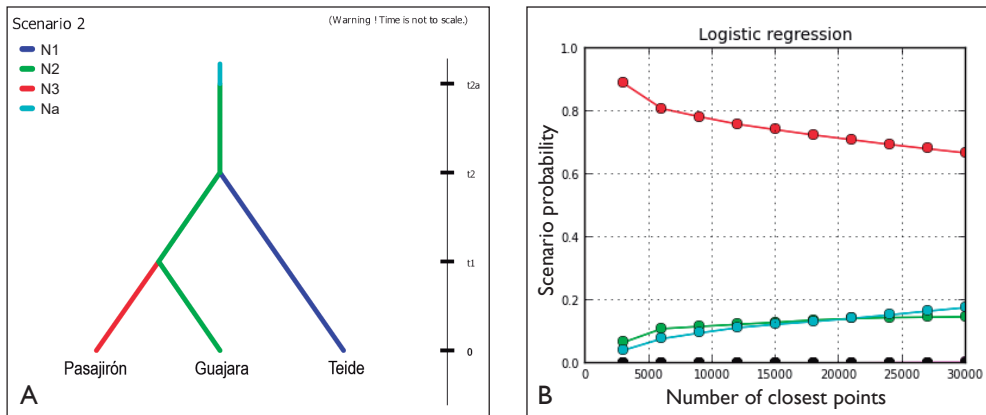 Scenario 2
(Warning ! Time is not to scale.)
N1
N2
N3
Na
t2a
t2
t1
0
Pasajirón
Guajara
Teide
A
Logistic regression
Scenario probability
1.0
0.8
0.6
0.4
0.2
0.0
0
5000
10000
15000
20000
25000
30000
Number of closest points
B